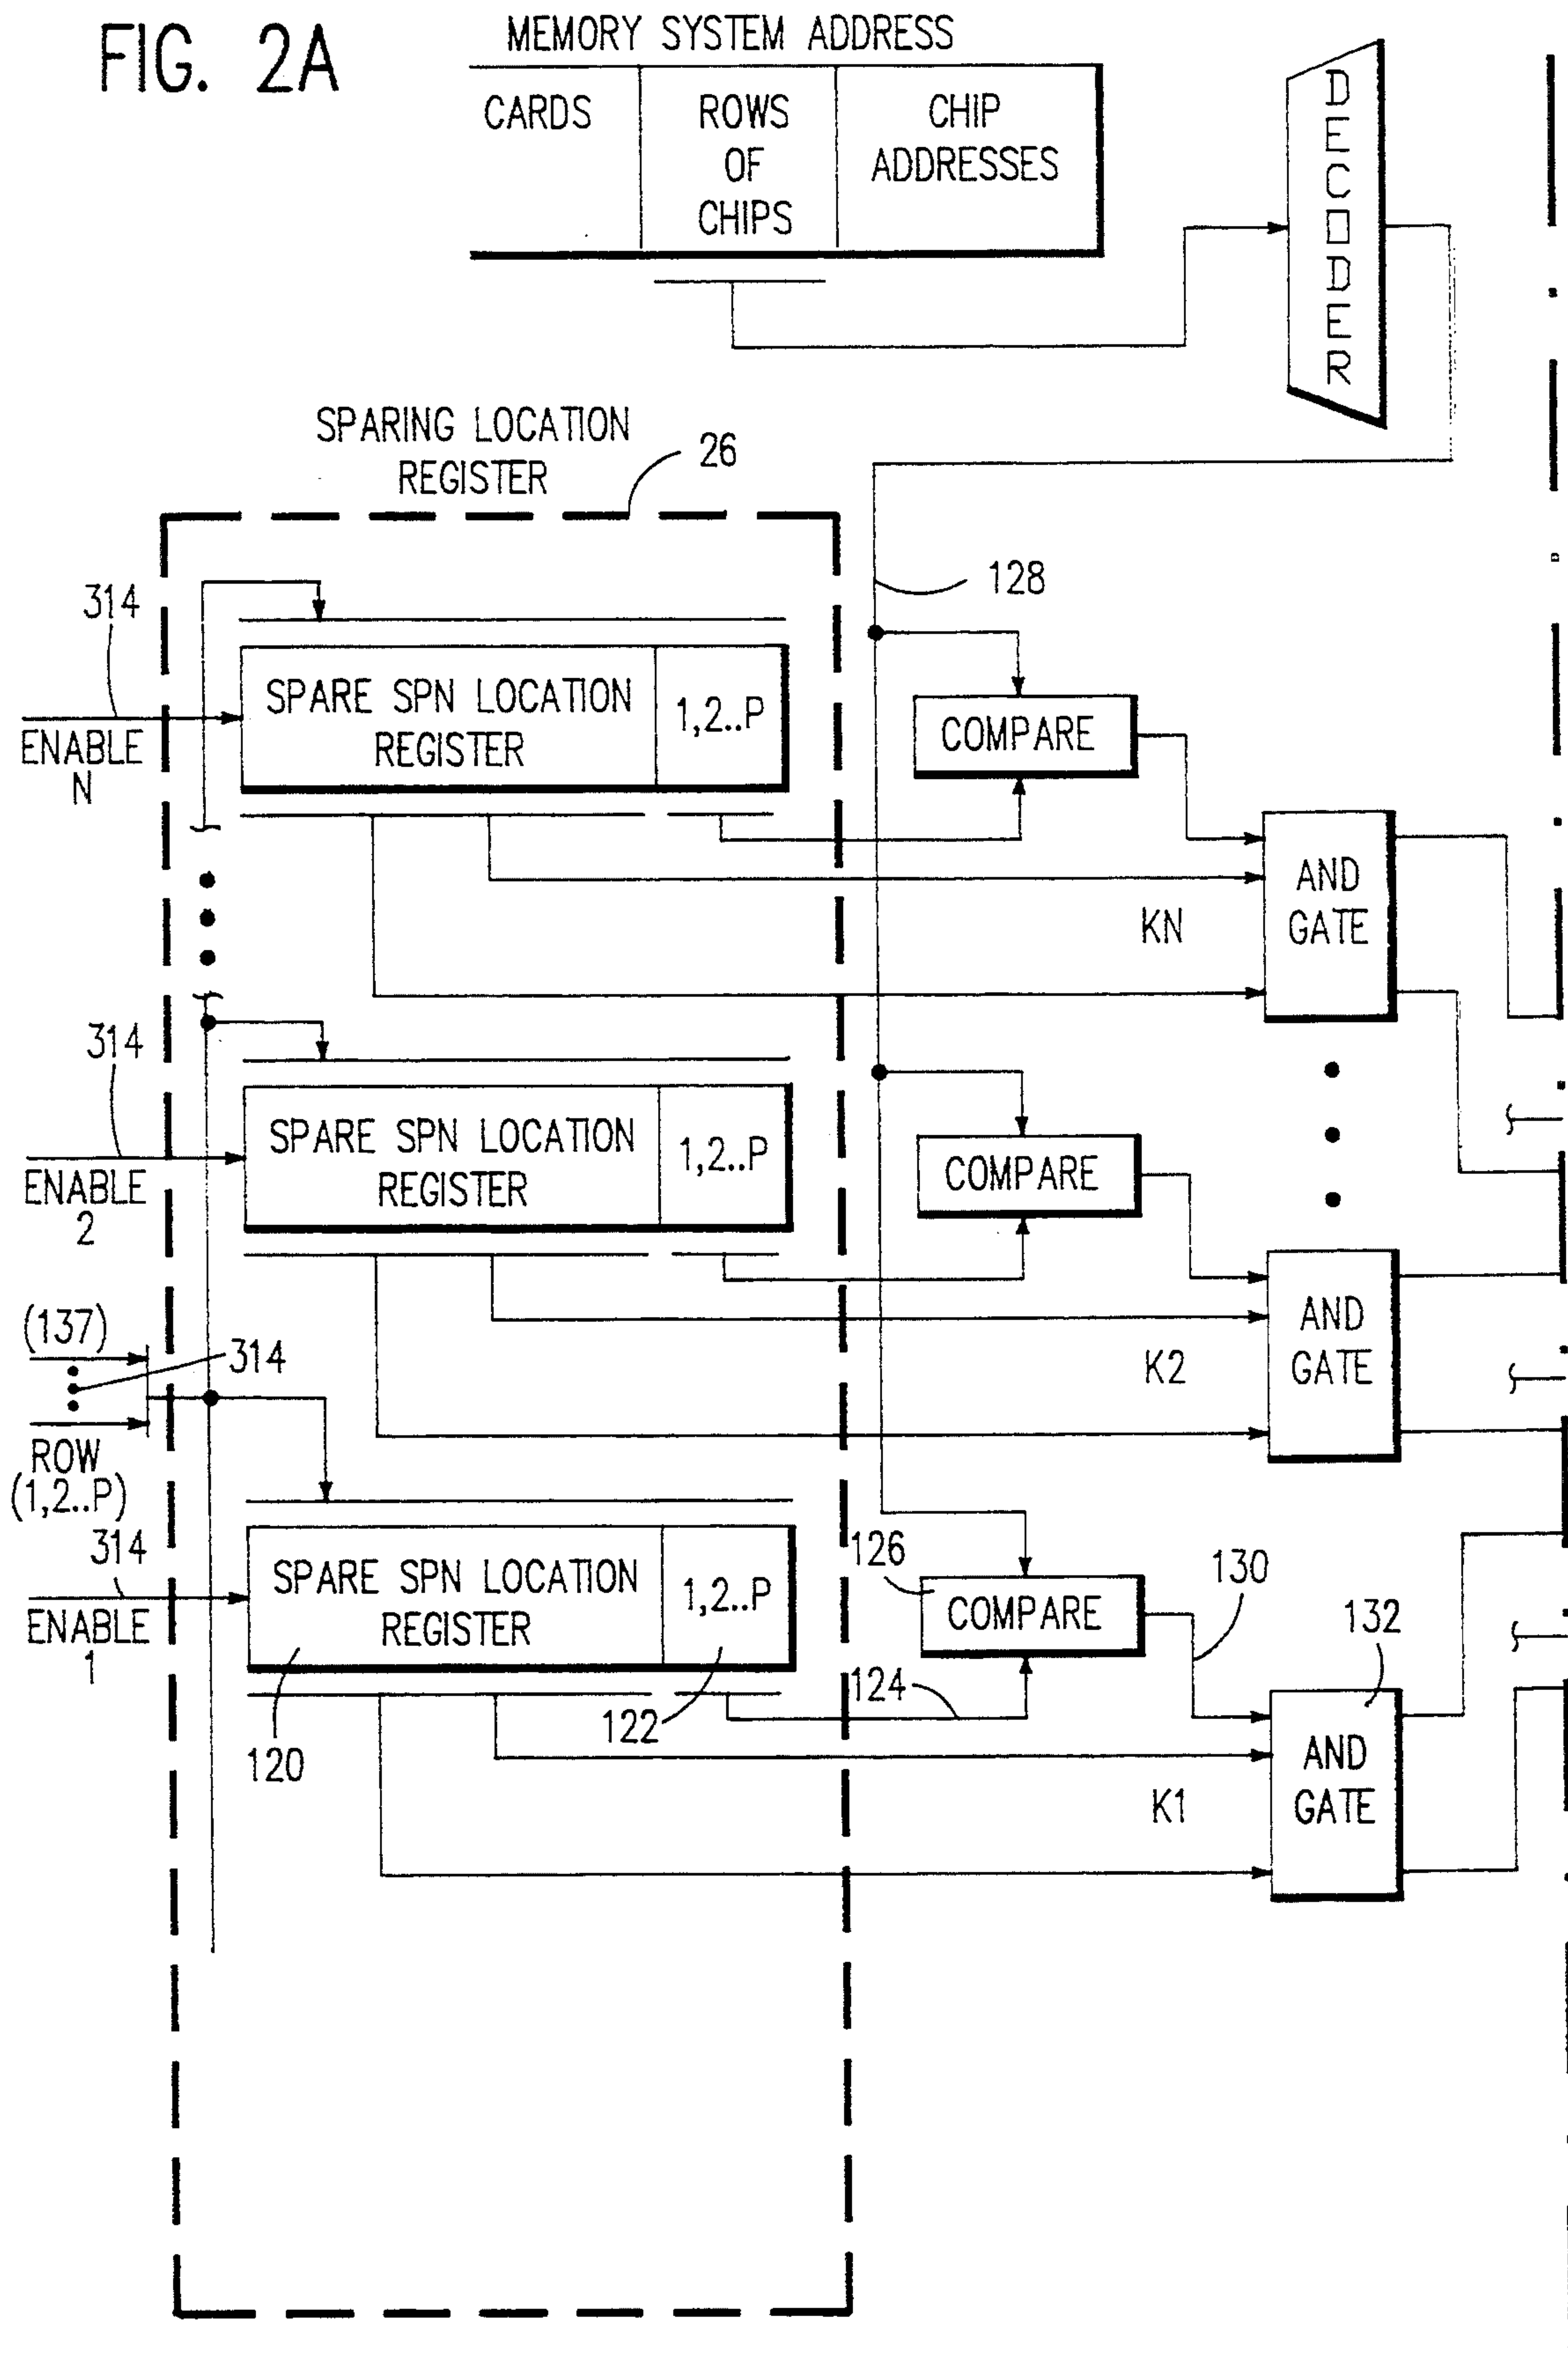 FIG. 2A
MEMORY SYSTEM ADDRESS
CARDS
ROWS
OF
CHIPS
CHIP
ADDRESSES
DECODER
SPARING LOCATION
REGISTER
26
128
314
ENABLE
N
SPARE SPN LOCATION
REGISTER
1,2..P
COMPARE
AND
GATE
KN
314
ENABLE
2
SPARE SPN LOCATION
REGISTER
1,2..P
COMPARE
AND
GATE
K2
(137)
314
ROW
(1,2..P)
314
ENABLE
1
SPARE SPN LOCATION
REGISTER
1,2..P
126
COMPARE
130
132
124
122
120
AND
GATE
K1